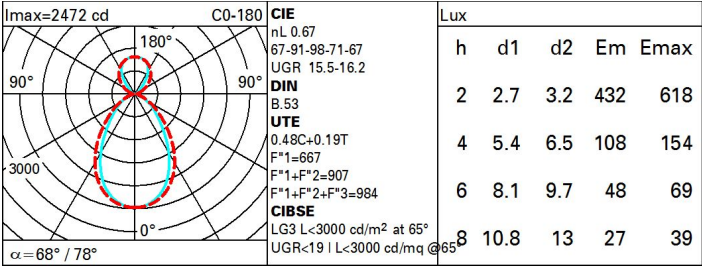 Imax=2472 cd C0-180
180°
90° 90°
3000
0°
α=68° / 78°
CIE
nL 0.67
67-91-98-71-67
UGR 15.5-16.2
DIN
B.53
UTE
0.48C+0.19T
F"1=667
F"1+F"2=907
F"1+F"2+F"3=984
CIBSE
LG3 L<3000 cd/m² at 65°
UGR<19 | L<3000 cd/mq @65°
Lux
h d1 d2 Em Emax
2 2.7 3.2 432 618
4 5.4 6.5 108 154
6 8.1 9.7 48 69
8 10.8 13 27 39